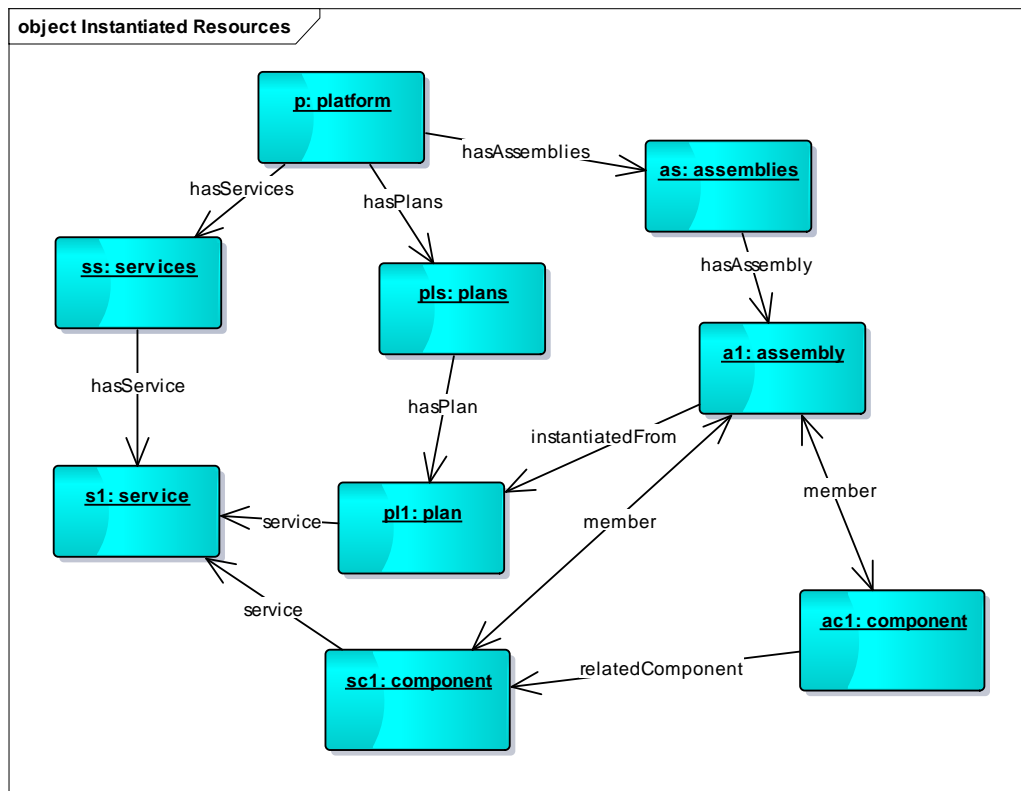 object Instantiated Resources
p: platform
hasAssemblies
as: assemblies
hasServices
hasPlans
ss: services
pls: plans
hasAssembly
a1: assembly
hasService
hasPlan
instantiatedFrom
s1: service
pl1: plan
service
member
member
service
ac1: component
sc1: component
relatedComponent